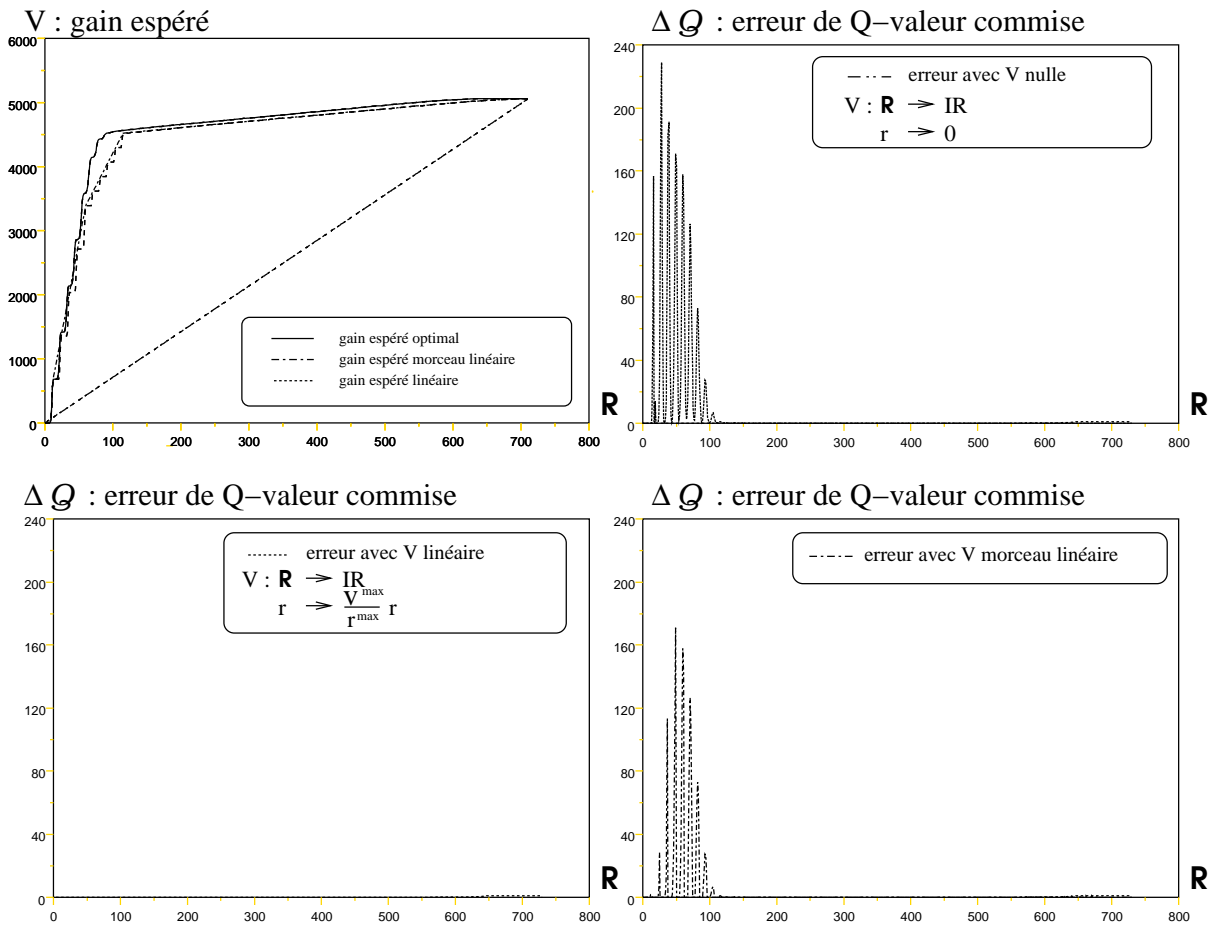 V : gain espéré
6000
5000
4000
3000
2000
1000
0
0 100 200 300 400 500 600 700 800
R
gain espéré optimal
gain espéré morceau linéaire
gain espéré linéaire
Δ Q : erreur de Q−valeur commise
240
200
160
120
80
40
0
0 100 200 300 400 500 600 700 800
R
erreur avec V nulle
V : R → IR
r → 0
Δ Q : erreur de Q−valeur commise
240
200
160
120
80
40
0
0 100 200 300 400 500 600 700 800
R
erreur avec V linéaire
V : R → IR
r → V max / r max r
Δ Q : erreur de Q−valeur commise
240
200
160
120
80
40
0
0 100 200 300 400 500 600 700 800
R
erreur avec V morceau linéaire